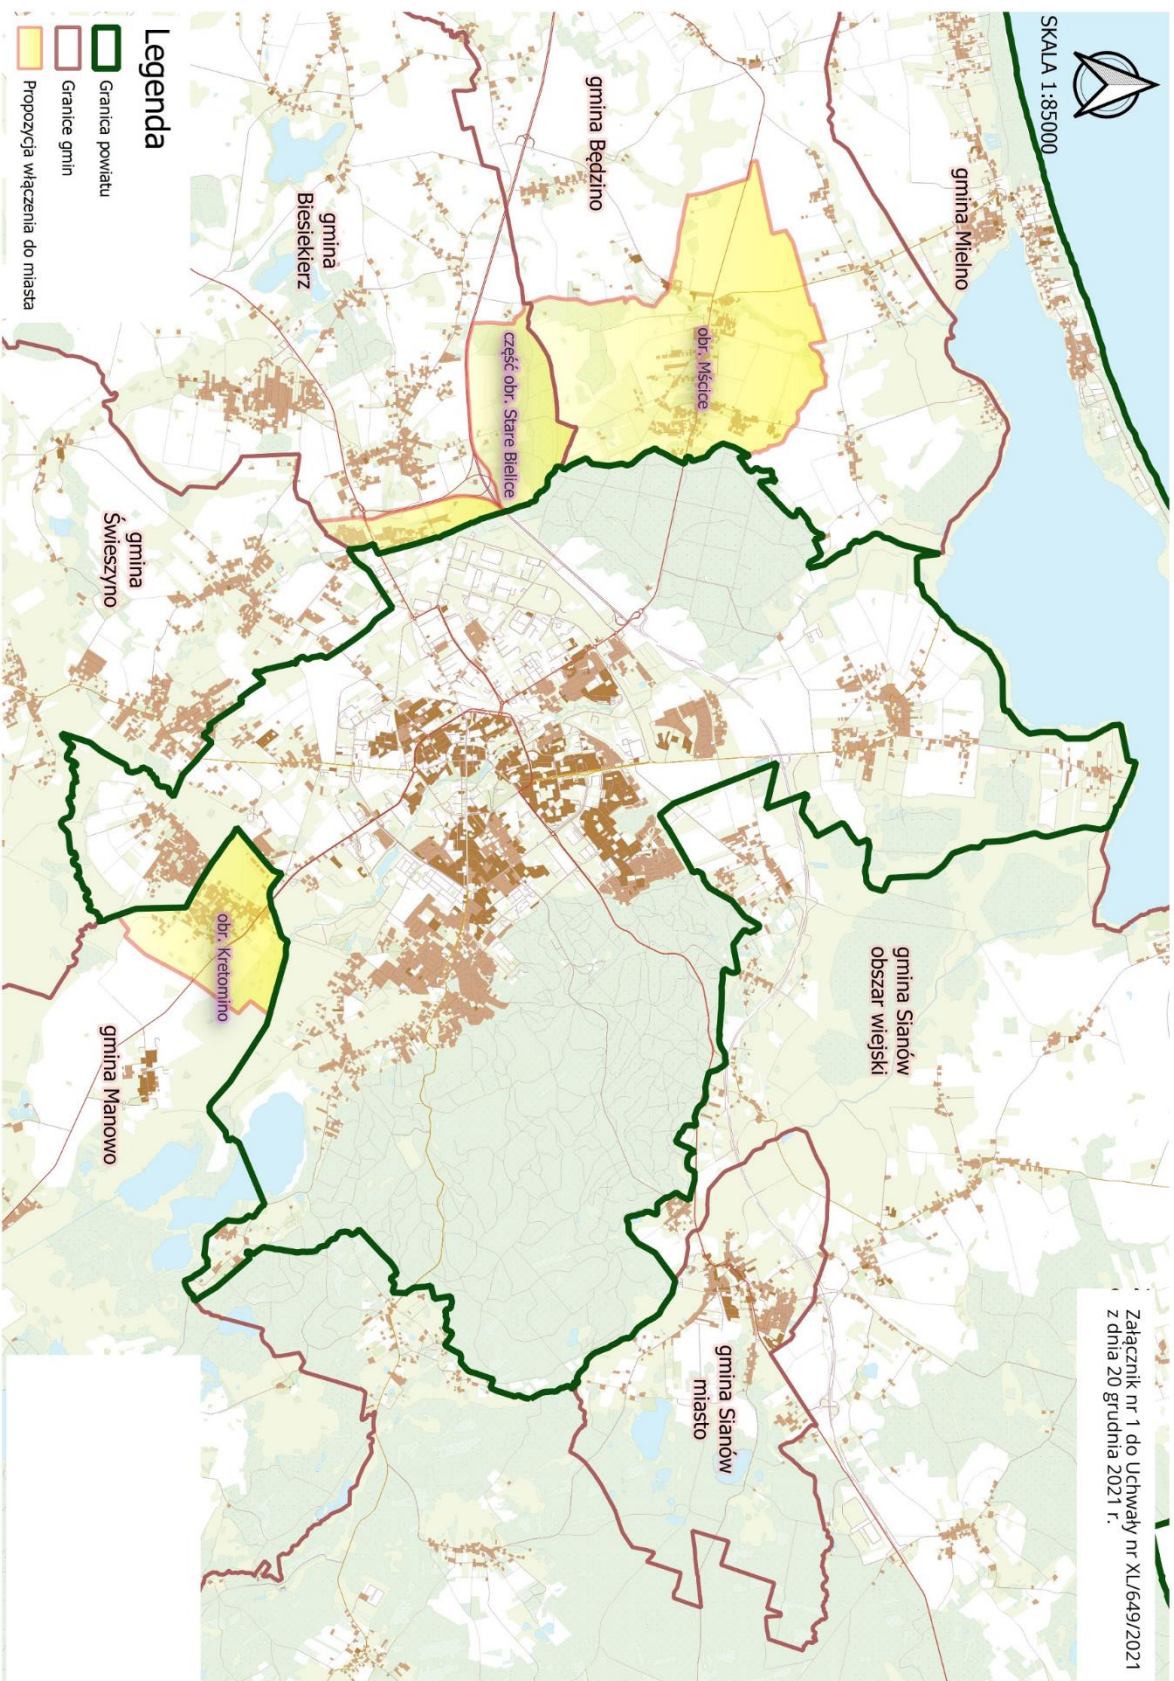 Załącznik nr 1 do Uchwały nr XL/649/2021
z dnia 20 grudnia 2021 r.
SKALA 1:85000
gmina Mielno
gmina Będzino
obr. Mścice
gmina Sianów
obszar wiejski
część obr. Stare Bielice
gmina
Biesiekierz
gmina Sianów
miasto
gmina
Świeszyno
obr. Kretomino
gmina Manowo
Legenda
Granica powiatu
Granice gmin
Propozycja włączenia do miasta